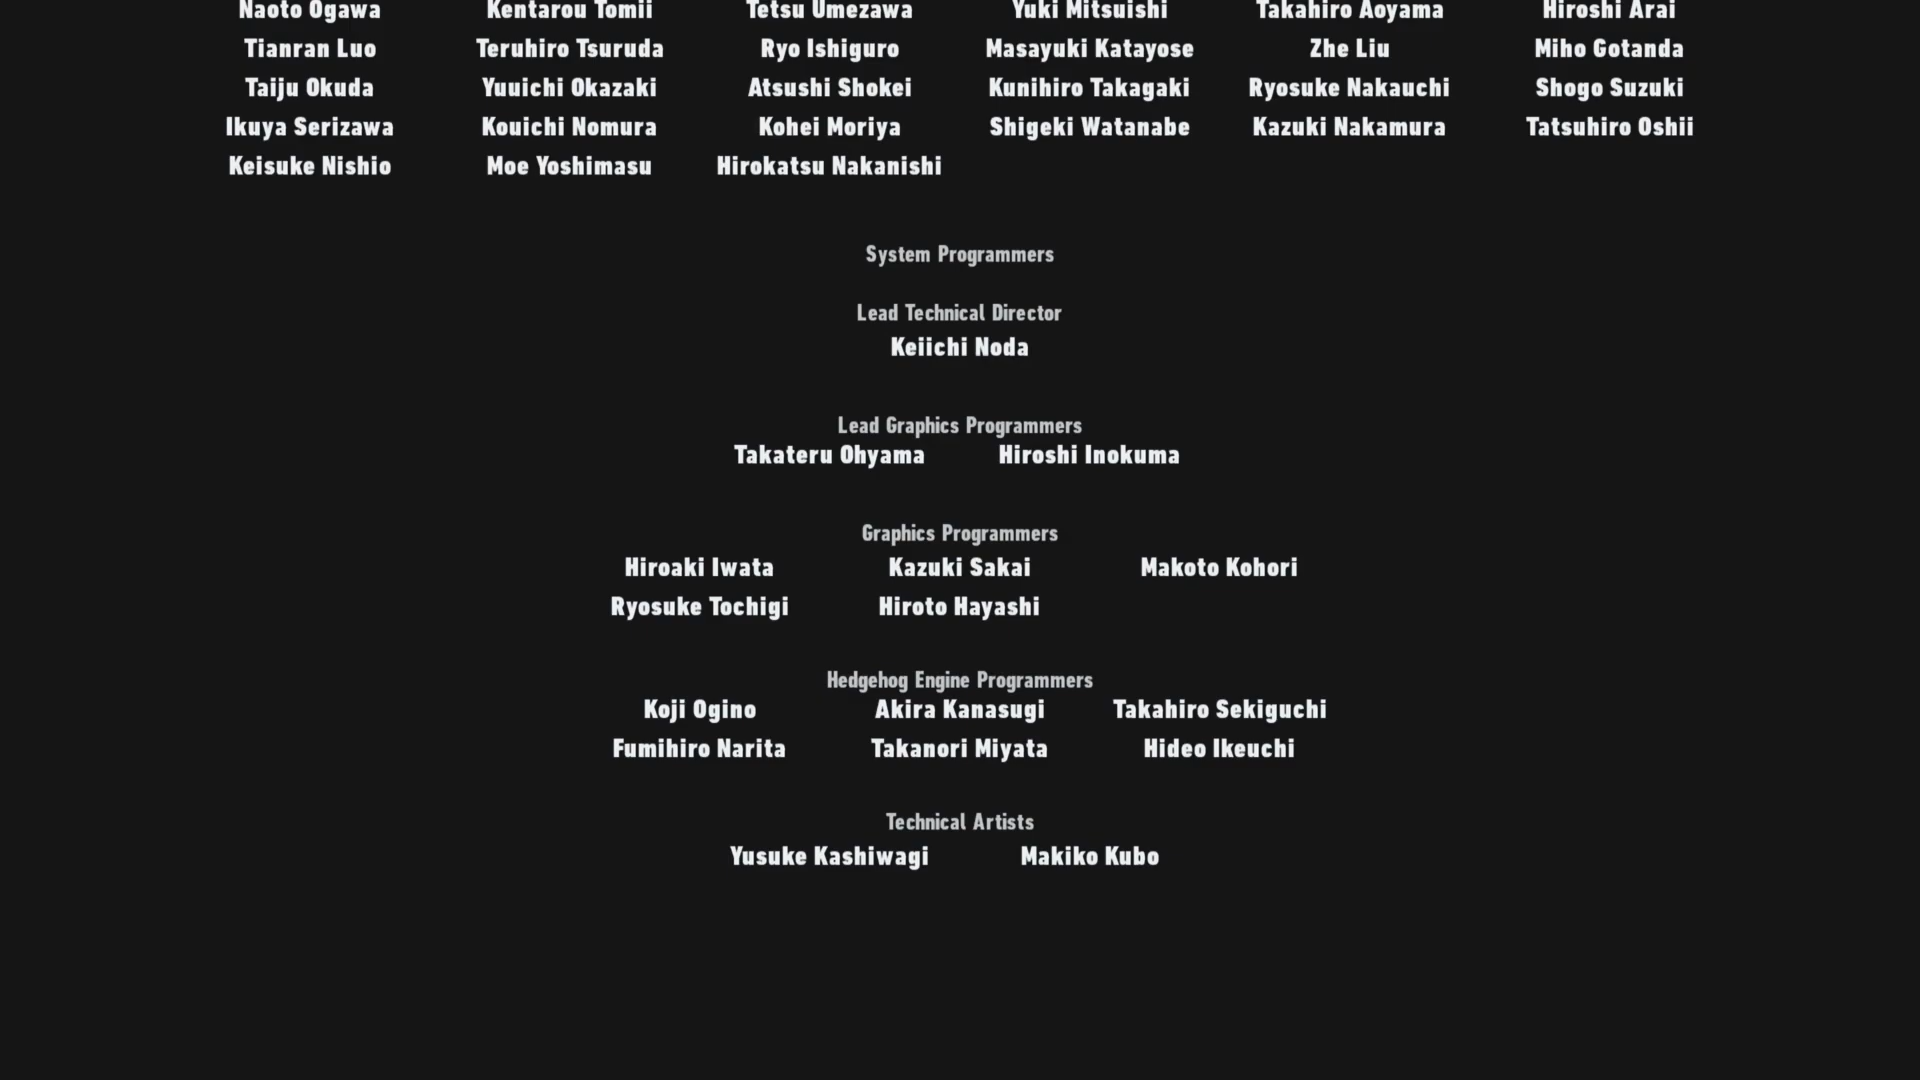 Naoto Ogawa Kentarou Tomii Tetsu Umezawa Yuki Mitsuishi Takahiro Aoyama Hiroshi Arai
Tianran Luo Teruhiro Tsuruda Ryo Ishiguro Masayuki Katayose Zhe Liu Miho Gotanda
Taiju Okuda Yuuichi Okazaki Atsushi Shokei Kunihiro Takagaki Ryosuke Nakauchi Shogo Suzuki
Ikuya Serizawa Kouichi Nomura Kohei Moriya Shigeki Watanabe Kazuki Nakamura Tatsuhiro Oshii
Keisuke Nishio Moe Yoshimasu Hirokatsu Nakanishi
System Programmers
Lead Technical Director
Keiichi Noda
Lead Graphics Programmers
Takateru Ohyama Hiroshi Inokuma
Graphics Programmers
Hiroaki Iwata Kazuki Sakai Makoto Kohori
Ryosuke Tochigi Hiroto Hayashi
Hedgehog Engine Programmers
Koji Ogino Akira Kanasugi Takahiro Sekiguchi
Fumihiro Narita Takanori Miyata Hideo Ikeuchi
Technical Artists
Yusuke Kashiwagi Makiko Kubo